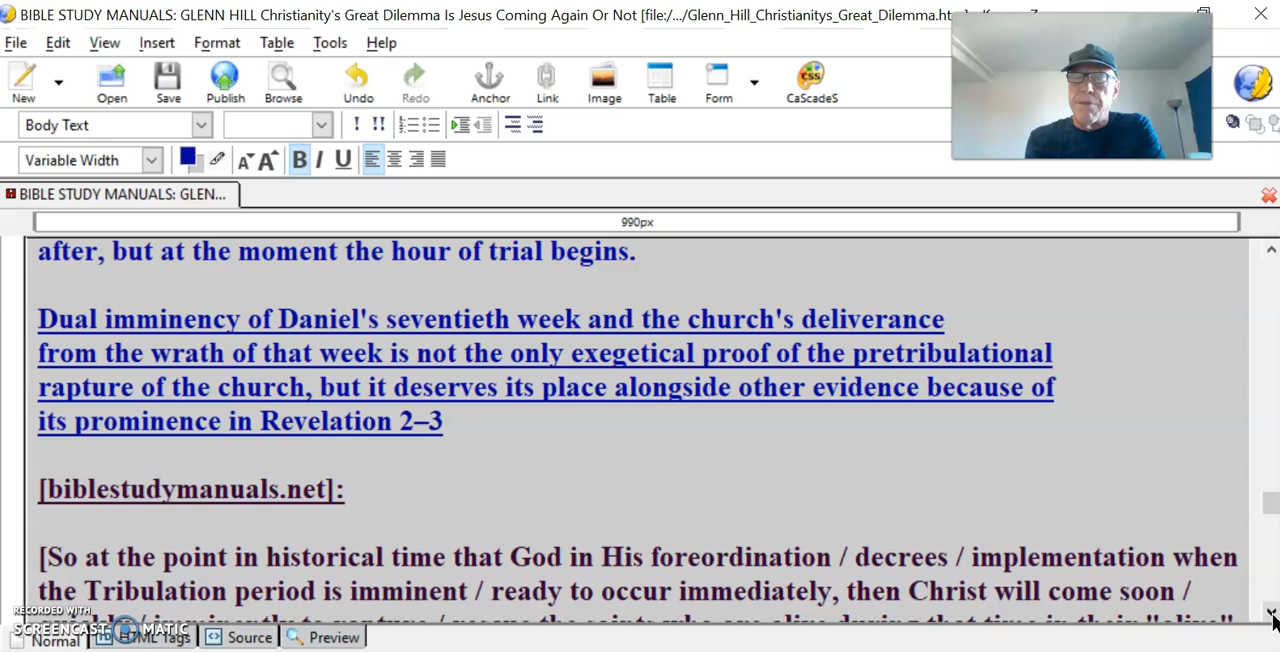 BIBLE STUDY MANUALS: GLENN HILL Christianity's Great Dilemma Is Jesus Coming Again Or Not [file:/.../Glenn_Hill_Christianitys_Great_Dilemma.ht
File Edit View Insert Format Table Tools Help
New Open Save Publish Browse Undo Redo Anchor Link Image Table Form CaScadeS
Body Text
Variable Width
BIBLE STUDY MANUALS: GLEN...
990px
after, but at the moment the hour of trial begins.
Dual imminency of Daniel's seventieth week and the church's deliverance
from the wrath of that week is not the only exegetical proof of the pretribulational
rapture of the church, but it deserves its place alongside other evidence because of
its prominence in Revelation 2–3
[biblestudymanuals.net]:
[So at the point in historical time that God in His foreordination / decrees / implementation when
the Tribulation period is imminent / ready to occur immediately, then Christ will come soon /
RECORDED WITH
SCREENCAST MATIC
Normal HTML Tags Source Preview